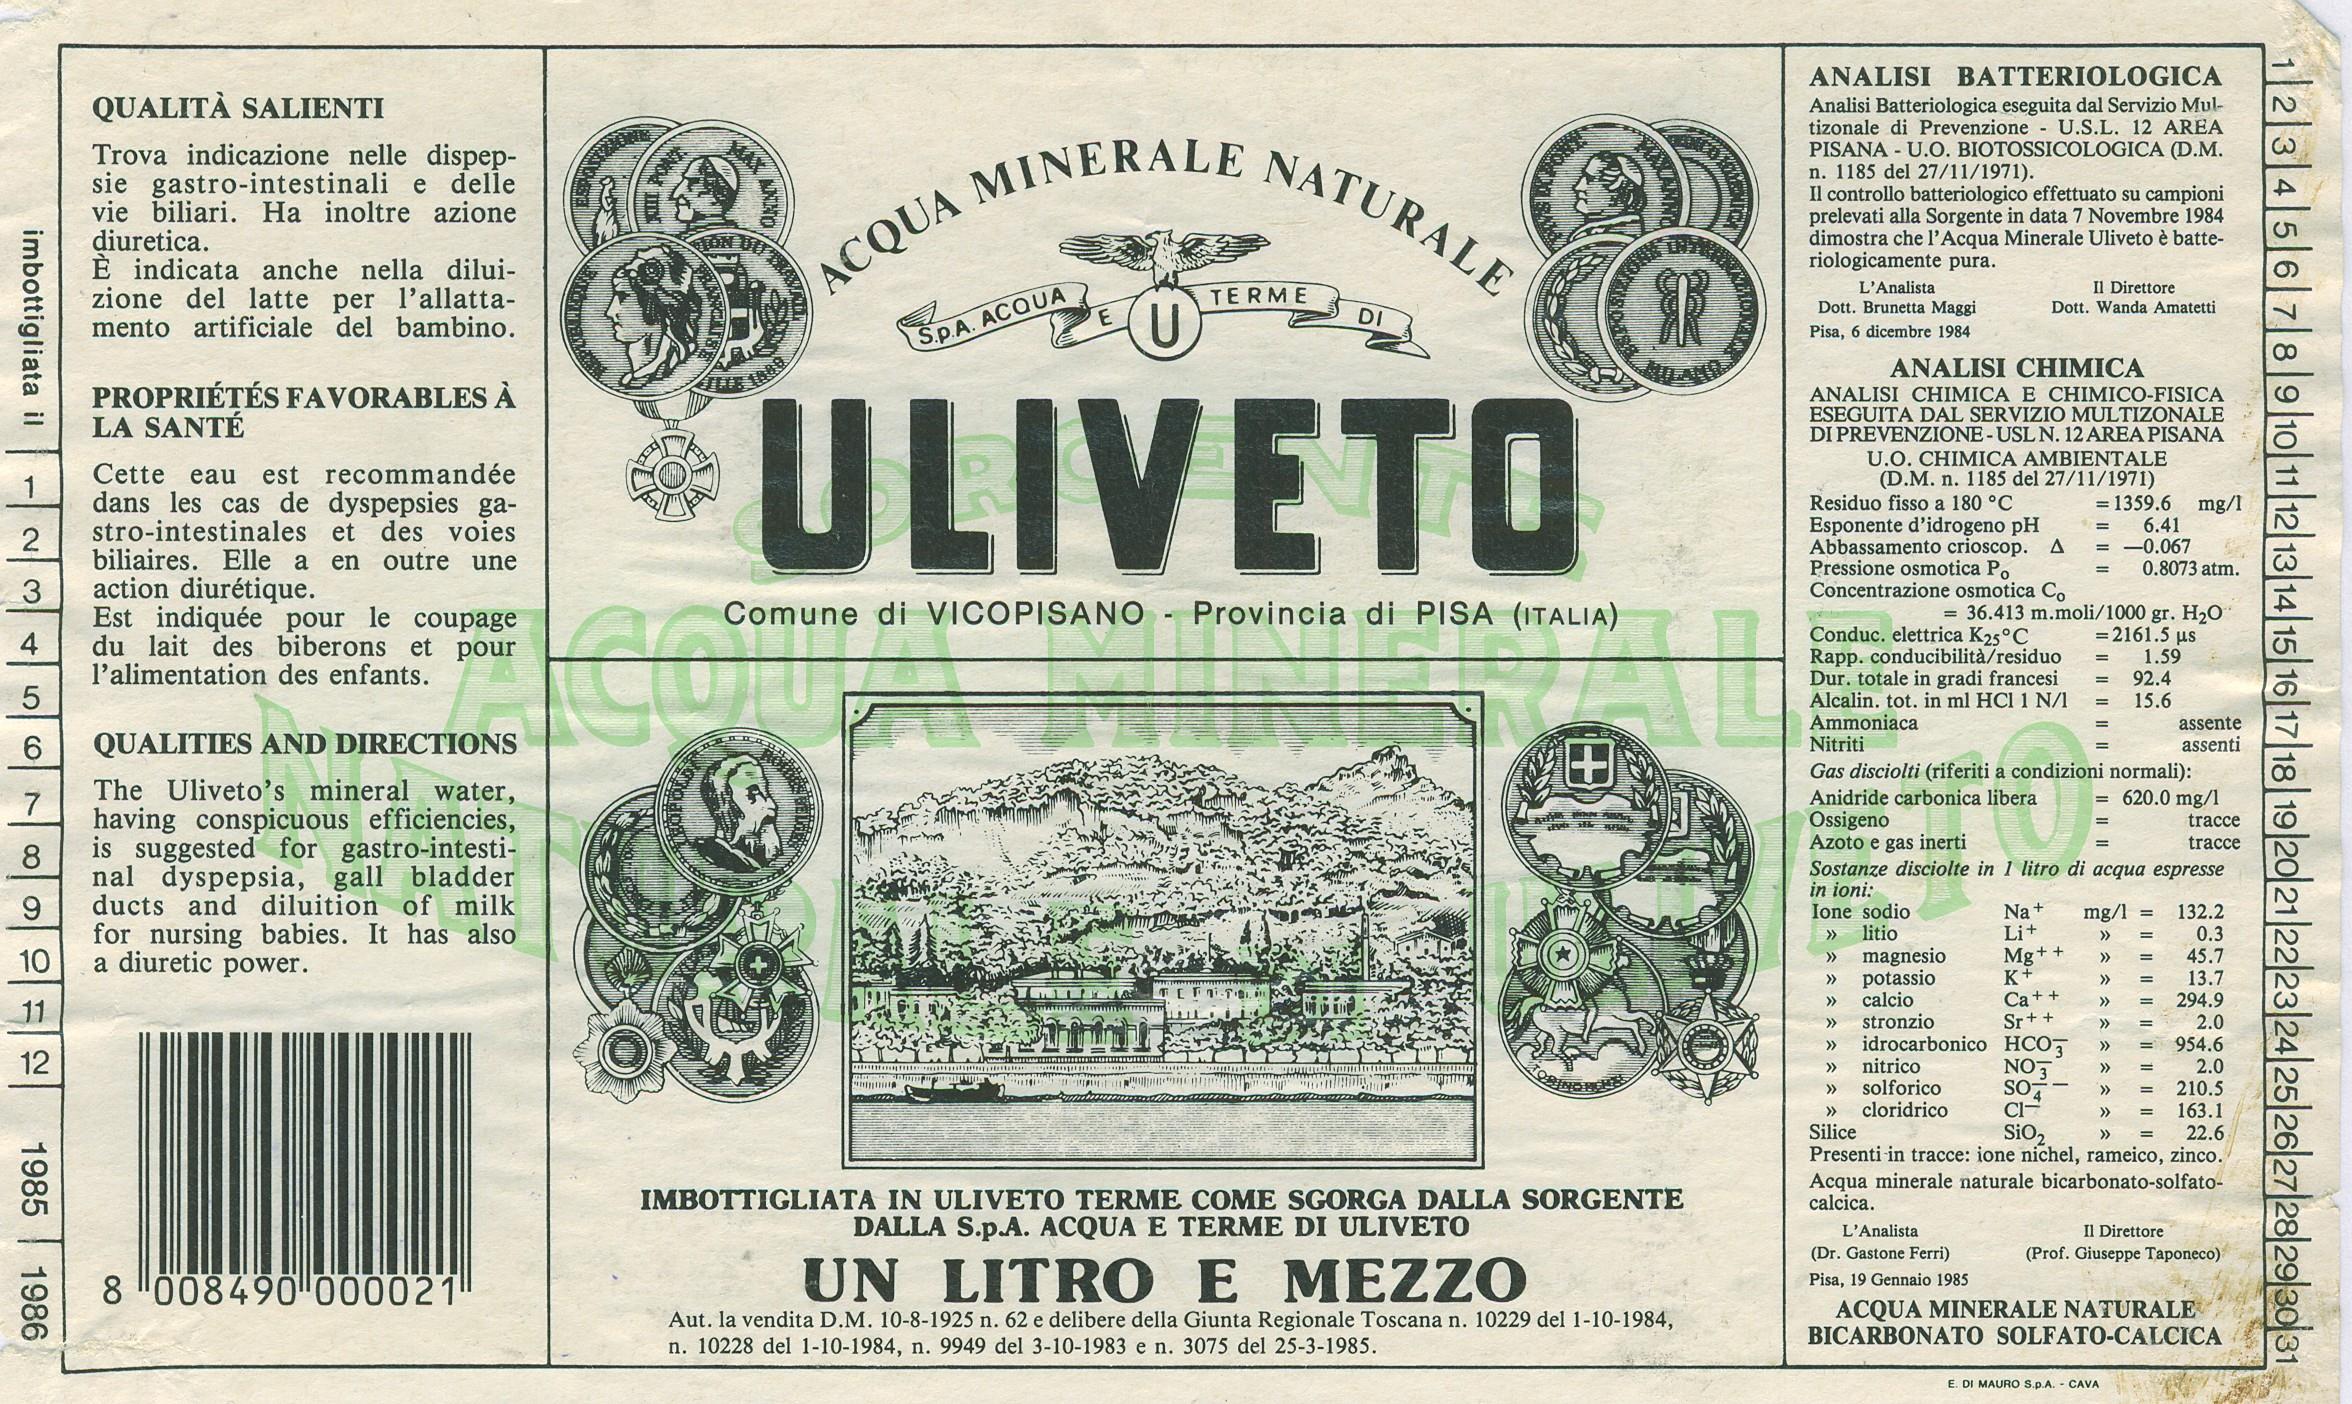 imbottigliata il
1
2
3
4
5
6
7
8
9
10
11
12
1985
1986
QUALITÀ SALIENTI
Trova indicazione nelle dispep-
sie gastro-intestinali e delle
vie biliari. Ha inoltre azione
diuretica.
È indicata anche nella dilui-
zione del latte per l'allatta-
mento artificiale del bambino.
PROPRIÉTÉS FAVORABLES À
LA SANTÉ
Cette eau est recommandée
dans les cas de dyspepsies ga-
stro-intestinales et des voies
biliaires. Elle a en outre une
action diurétique.
Est indiquée pour le coupage
du lait des biberons et pour
l'alimentation des enfants.
QUALITIES AND DIRECTIONS
The Uliveto's mineral water,
having conspicuous efficiencies,
is suggested for gastro-intesti-
nal dyspepsia, gall bladder
ducts and diluition of milk
for nursing babies. It has also
a diuretic power.
8 008490 000021
ACQUA MINERALE NATURALE
S.p.A. ACQUA E TERME DI
U
ULIVETO
Comune di VICOPISANO - Provincia di PISA (ITALIA)
SORGENTE
ACQUA MINERALE
NATURALE ULIVETO
XIII PONT MAX ANNO
MILANO
IMBOTTIGLIATA IN ULIVETO TERME COME SGORGA DALLA SORGENTE
DALLA S.p.A. ACQUA E TERME DI ULIVETO
UN LITRO E MEZZO
Aut. la vendita D.M. 10-8-1925 n. 62 e delibere della Giunta Regionale Toscana n. 10229 del 1-10-1984,
n. 10228 del 1-10-1984, n. 9949 del 3-10-1983 e n. 3075 del 25-3-1985.
ANALISI BATTERIOLOGICA
Analisi Batteriologica eseguita dal Servizio Mul-
tizonale di Prevenzione - U.S.L. 12 AREA
PISANA - U.O. BIOTOSSICOLOGICA (D.M.
n. 1185 del 27/11/1971).
Il controllo batteriologico effettuato su campioni
prelevati alla Sorgente in data 7 Novembre 1984
dimostra che l'Acqua Minerale Uliveto è batte-
riologicamente pura.
L'Analista Il Direttore
Dott. Brunetta Maggi Dott. Wanda Amatetti
Pisa, 6 dicembre 1984
ANALISI CHIMICA
ANALISI CHIMICA E CHIMICO-FISICA
ESEGUITA DAL SERVIZIO MULTIZONALE
DI PREVENZIONE - USL N. 12 AREA PISANA
U.O. CHIMICA AMBIENTALE
(D.M. n. 1185 del 27/11/1971)
Residuo fisso a 180 °C = 1359.6 mg/l
Esponente d'idrogeno pH = 6.41
Abbassamento crioscop. Δ = —0.067
Pressione osmotica Po = 0.8073 atm.
Concentrazione osmotica Co
= 36.413 m.moli/1000 gr. H2O
Conduc. elettrica K25°C = 2161.5 µs
Rapp. conducibilità/residuo = 1.59
Dur. totale in gradi francesi = 92.4
Alcalin. tot. in ml HCl 1 N/l = 15.6
Ammoniaca = assente
Nitriti = assenti
Gas disciolti (riferiti a condizioni normali):
Anidride carbonica libera = 620.0 mg/l
Ossigeno = tracce
Azoto e gas inerti = tracce
Sostanze disciolte in 1 litro di acqua espresse
in ioni:
Ione sodio Na+ mg/l = 132.2
» litio Li+ » = 0.3
» magnesio Mg++ » = 45.7
» potassio K+ » = 13.7
» calcio Ca++ » = 294.9
» stronzio Sr++ » = 2.0
» idrocarbonico HCO3– » = 954.6
» nitrico NO3– » = 2.0
» solforico SO4–– » = 210.5
» cloridrico Cl– » = 163.1
Silice SiO2 » = 22.6
Presenti in tracce: ione nichel, rameico, zinco.
Acqua minerale naturale bicarbonato-solfato-
calcica.
L'Analista Il Direttore
(Dr. Gastone Ferri) (Prof. Giuseppe Taponeco)
Pisa, 19 Gennaio 1985
ACQUA MINERALE NATURALE
BICARBONATO SOLFATO-CALCICA
1 2 3 4 5 6 7 8 9 10 11 12 13 14 15 16 17 18 19 20 21 22 23 24 25 26 27 28 29 30 31
E. DI MAURO S.p.A. - CAVA